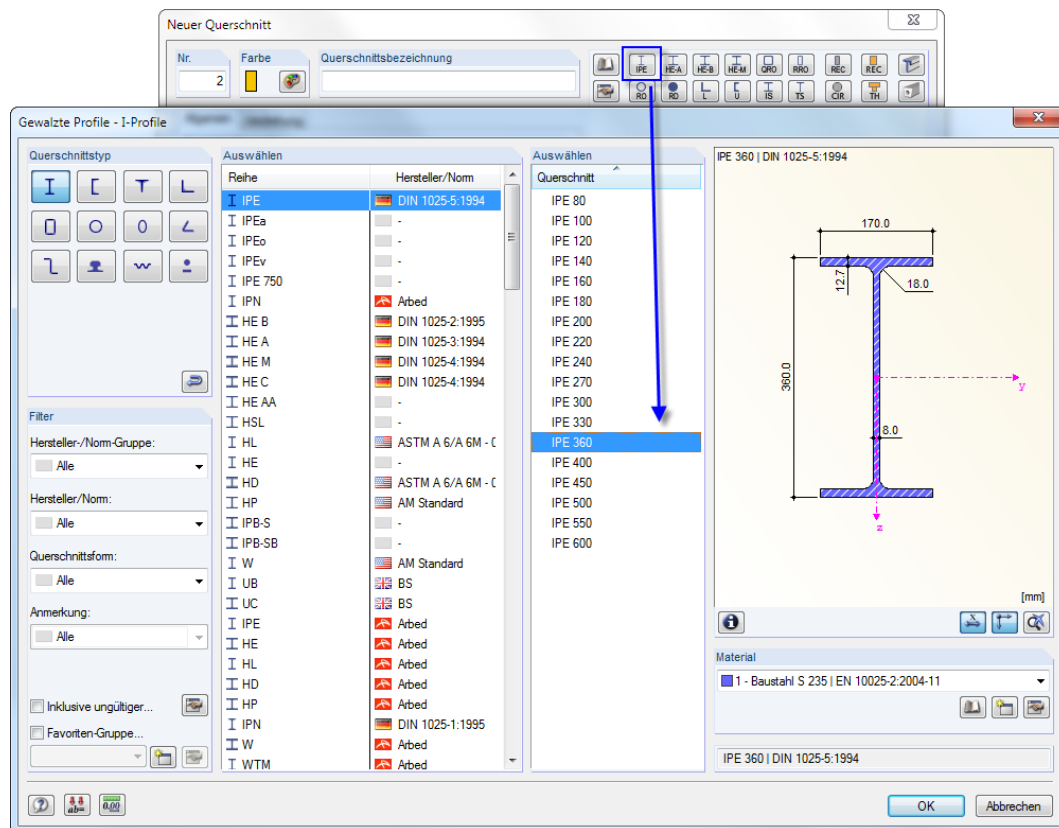 Neuer Querschnitt
Nr.
Farbe
Querschnittsbezeichnung
2
IPE HE-A HE-B HE-M QRO RRO REC REC
RO RD L U IS TS CIR TH
Gewalzte Profile - I-Profile
Querschnittstyp
Filter
Hersteller-/Norm-Gruppe:
Alle
Hersteller/Norm:
Alle
Querschnittsform:
Alle
Anmerkung:
Alle
Inklusive ungültiger...
Favoriten-Gruppe...
Auswählen
Reihe Hersteller/Norm
IPE DIN 1025-5:1994
IPEa -
IPEo -
IPEv -
IPE 750 -
IPN Arbed
HE B DIN 1025-2:1995
HE A DIN 1025-3:1994
HE M DIN 1025-4:1994
HE C DIN 1025-4:1994
HE AA -
HSL -
HL ASTM A 6/A 6M - 0
HE -
HD ASTM A 6/A 6M - 0
HP AM Standard
IPB-S -
IPB-SB -
W AM Standard
UB BS
UC BS
IPE Arbed
HE Arbed
HL Arbed
HD Arbed
HP Arbed
IPN DIN 1025-1:1995
W Arbed
WTM Arbed
Auswählen
Querschnitt
IPE 80
IPE 100
IPE 120
IPE 140
IPE 160
IPE 180
IPE 200
IPE 220
IPE 240
IPE 270
IPE 300
IPE 330
IPE 360
IPE 400
IPE 450
IPE 500
IPE 550
IPE 600
IPE 360 | DIN 1025-5:1994
170.0
12.7
18.0
360.0
y
8.0
z
[mm]
Material
1 - Baustahl S 235 | EN 10025-2:2004-11
IPE 360 | DIN 1025-5:1994
ab=
0.00
OK
Abbrechen